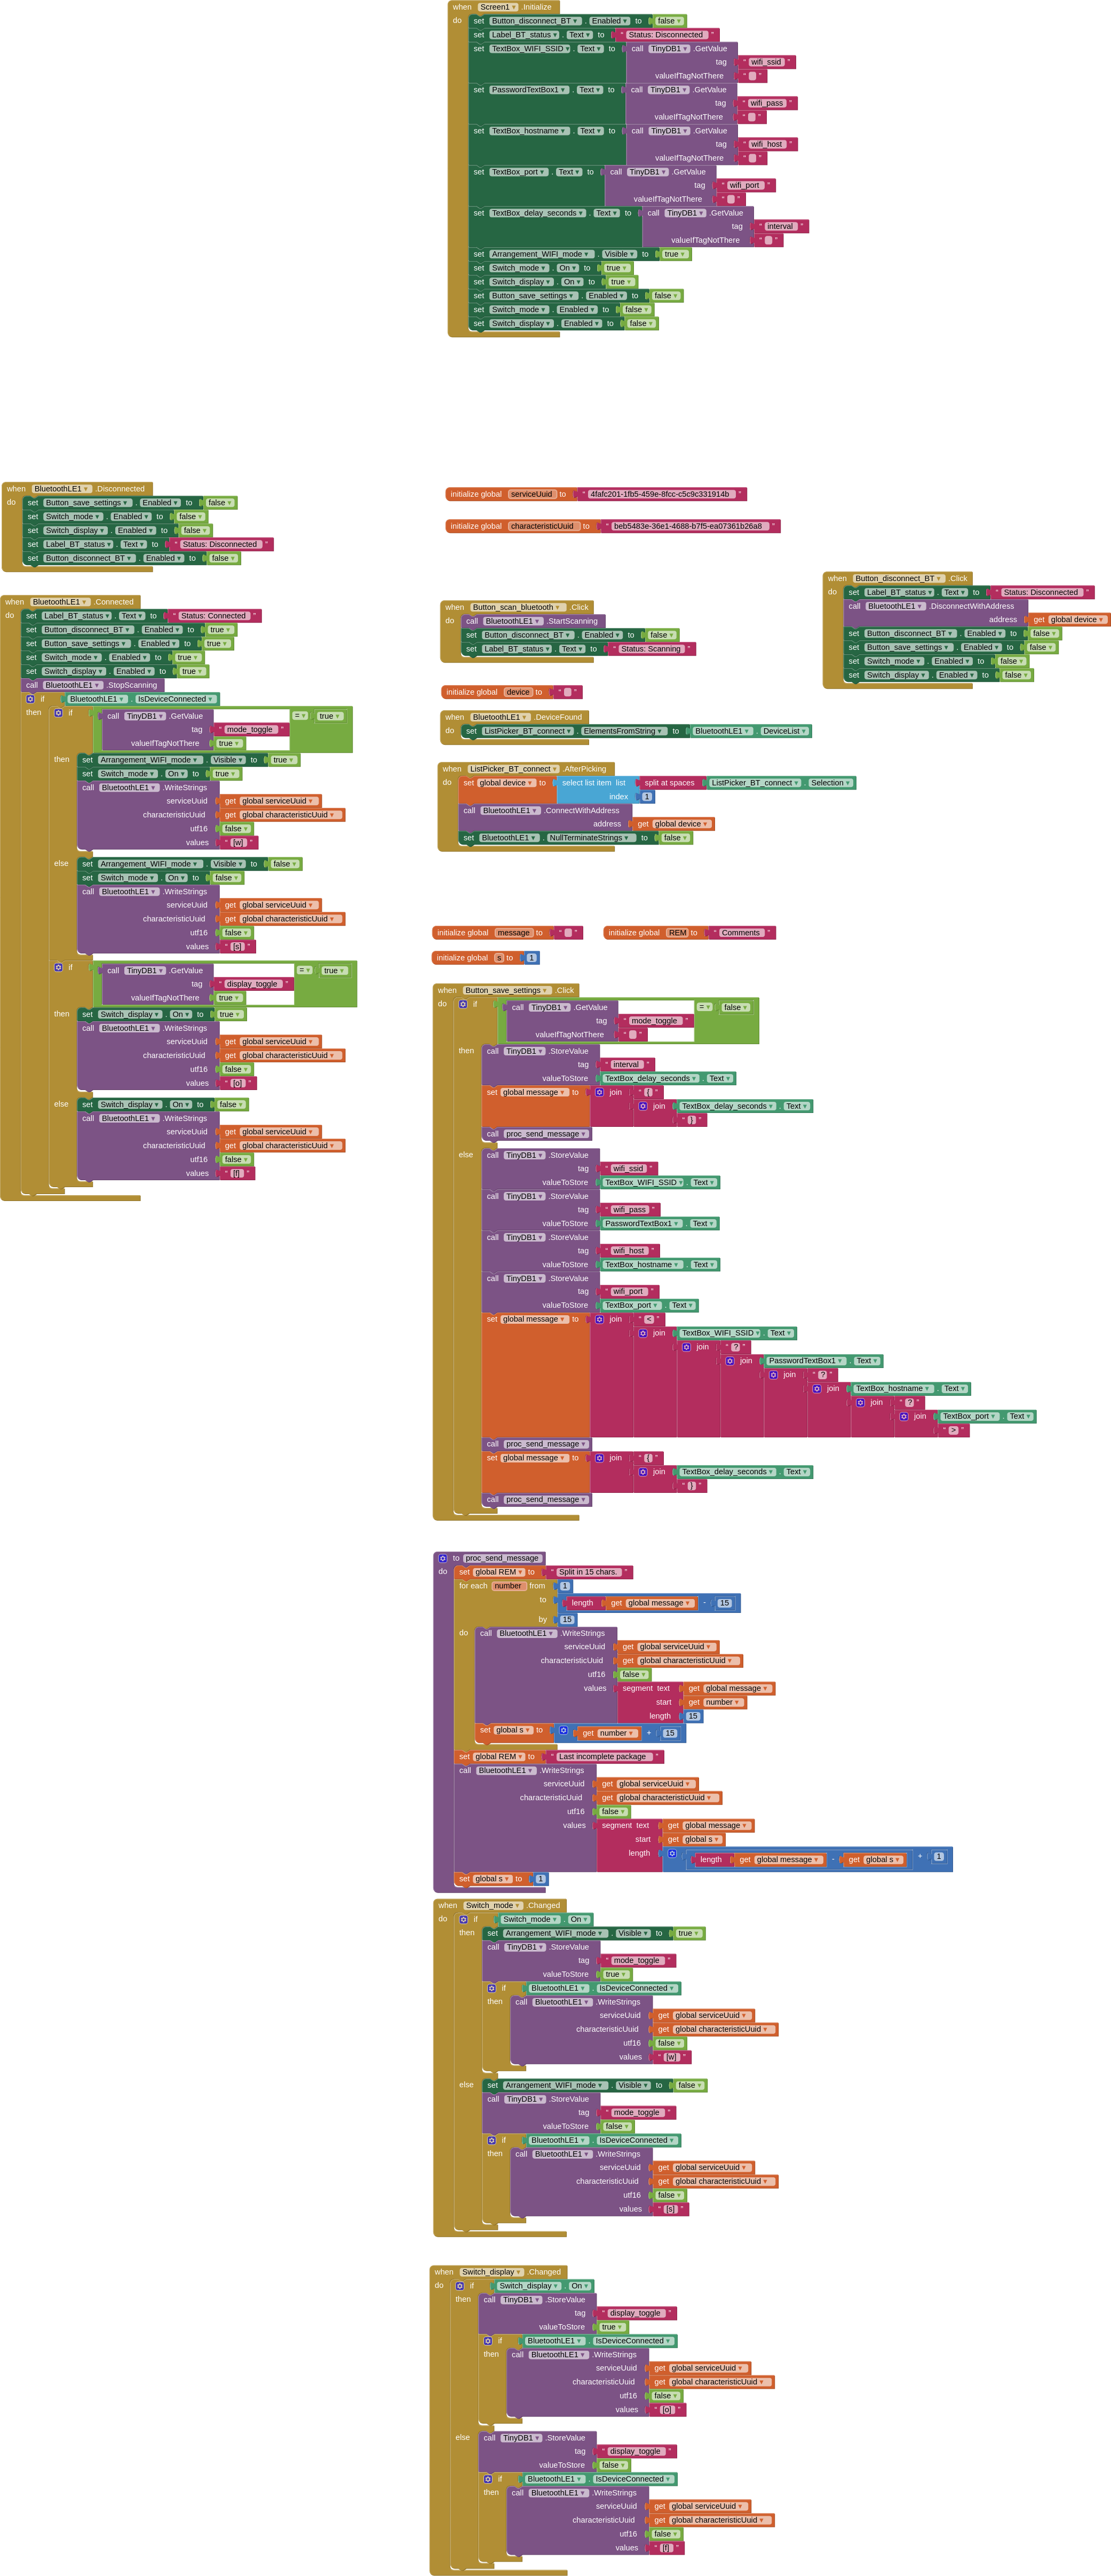 when Screen1 .Initialize
do set Button_disconnect_BT . Enabled to false
set Label_BT_status . Text to " Status: Disconnected "
set TextBox_WIFI_SSID . Text to call TinyDB1 .GetValue
tag " wifi_ssid "
valueIfTagNotThere " "
set PasswordTextBox1 . Text to call TinyDB1 .GetValue
tag " wifi_pass "
valueIfTagNotThere " "
set TextBox_hostname . Text to call TinyDB1 .GetValue
tag " wifi_host "
valueIfTagNotThere " "
set TextBox_port . Text to call TinyDB1 .GetValue
tag " wifi_port "
valueIfTagNotThere " "
set TextBox_delay_seconds . Text to call TinyDB1 .GetValue
tag " interval "
valueIfTagNotThere " "
set Arrangement_WIFI_mode . Visible to true
set Switch_mode . On to true
set Switch_display . On to true
set Button_save_settings . Enabled to false
set Switch_mode . Enabled to false
set Switch_display . Enabled to false
when BluetoothLE1 .Disconnected
do set Button_save_settings . Enabled to false
set Switch_mode . Enabled to false
set Switch_display . Enabled to false
set Label_BT_status . Text to " Status: Disconnected "
set Button_disconnect_BT . Enabled to false
when BluetoothLE1 .Connected
do set Label_BT_status . Text to " Status: Connected "
set Button_disconnect_BT . Enabled to true
set Button_save_settings . Enabled to true
set Switch_mode . Enabled to true
set Switch_display . Enabled to true
call BluetoothLE1 .StopScanning
if BluetoothLE1 . IsDeviceConnected
then if call TinyDB1 .GetValue = true
tag " mode_toggle "
valueIfTagNotThere true
then set Arrangement_WIFI_mode . Visible to true
set Switch_mode . On to true
call BluetoothLE1 .WriteStrings
serviceUuid get global serviceUuid
characteristicUuid get global characteristicUuid
utf16 false
values " [w] "
else set Arrangement_WIFI_mode . Visible to false
set Switch_mode . On to false
call BluetoothLE1 .WriteStrings
serviceUuid get global serviceUuid
characteristicUuid get global characteristicUuid
utf16 false
values " [s] "
if call TinyDB1 .GetValue = true
tag " display_toggle "
valueIfTagNotThere true
then set Switch_display . On to true
call BluetoothLE1 .WriteStrings
serviceUuid get global serviceUuid
characteristicUuid get global characteristicUuid
utf16 false
values " [o] "
else set Switch_display . On to false
call BluetoothLE1 .WriteStrings
serviceUuid get global serviceUuid
characteristicUuid get global characteristicUuid
utf16 false
values
initialize global serviceUuid to " 4fafc201-1fb5-459e-8fcc-c5c9c331914b "
initialize global characteristicUuid to " beb5483e-36e1-4688-b7f5-ea07361b26a8 "
when Button_scan_bluetooth .Click
do call BluetoothLE1 .StartScanning
set Button_disconnect_BT . Enabled to false
set Label_BT_status . Text to " Status: Scanning "
when Button_disconnect_BT .Click
do set Label_BT_status . Text to " Status: Disconnected "
call BluetoothLE1 .DisconnectWithAddress
address get global device
set Button_disconnect_BT . Enabled to false
set Button_save_settings . Enabled to false
set Switch_mode . Enabled to false
set Switch_display . Enabled to false
initialize global device to " "
when BluetoothLE1 .DeviceFound
do set ListPicker_BT_connect . ElementsFromString to BluetoothLE1 . DeviceList
when ListPicker_BT_connect .AfterPicking
do set global device to select list item list split at spaces ListPicker_BT_connect . Selection
index 1
call BluetoothLE1 .ConnectWithAddress
address get global device
set BluetoothLE1 . NullTerminateStrings to false
initialize global message to " "
initialize global REM to " Comments "
initialize global s to 1
when Button_save_settings .Click
do if call TinyDB1 .GetValue = false
tag " mode_toggle "
valueIfTagNotThere " "
then call TinyDB1 .StoreValue
tag " interval "
valueToStore TextBox_delay_seconds . Text
set global message to join " { "
join TextBox_delay_seconds . Text
" } "
call proc_send_message
else call TinyDB1 .StoreValue
tag " wifi_ssid "
valueToStore TextBox_WIFI_SSID . Text
call TinyDB1 .StoreValue
tag " wifi_pass "
valueToStore PasswordTextBox1 . Text
call TinyDB1 .StoreValue
tag " wifi_host "
valueToStore TextBox_hostname . Text
call TinyDB1 .StoreValue
tag " wifi_port "
valueToStore TextBox_port . Text
set global message to join " < "
join TextBox_WIFI_SSID . Text
join " ? "
join PasswordTextBox1 . Text
join " ? "
join TextBox_hostname . Text
join " ? "
join TextBox_port . Text
" > "
call proc_send_message
set global message to join " { "
join TextBox_delay_seconds . Text
" } "
call proc_send_message
to proc_send_message
do set global REM to " Split in 15 chars. "
for each number from 1
to length get global message - 15
by 15
do call BluetoothLE1 .WriteStrings
serviceUuid get global serviceUuid
characteristicUuid get global characteristicUuid
utf16 false
values segment text get global message
start get number
length 15
set global s to get number + 15
set global REM to " Last incomplete package "
call BluetoothLE1 .WriteStrings
serviceUuid get global serviceUuid
characteristicUuid get global characteristicUuid
utf16 false
values segment text get global message
start get global s
length length get global message - get global s + 1
set global s to 1
when Switch_mode .Changed
do if Switch_mode . On
then set Arrangement_WIFI_mode . Visible to true
call TinyDB1 .StoreValue
tag " mode_toggle "
valueToStore true
if BluetoothLE1 . IsDeviceConnected
then call BluetoothLE1 .WriteStrings
serviceUuid get global serviceUuid
characteristicUuid get global characteristicUuid
utf16 false
values " [w] "
else set Arrangement_WIFI_mode . Visible to false
call TinyDB1 .StoreValue
tag " mode_toggle "
valueToStore false
if BluetoothLE1 . IsDeviceConnected
then call BluetoothLE1 .WriteStrings
serviceUuid get global serviceUuid
characteristicUuid get global characteristicUuid
utf16 false
values " [s] "
when Switch_display .Changed
do if Switch_display . On
then call TinyDB1 .StoreValue
tag " display_toggle "
valueToStore true
if BluetoothLE1 . IsDeviceConnected
then call BluetoothLE1 .WriteStrings
serviceUuid get global serviceUuid
characteristicUuid get global characteristicUuid
utf16 false
values " [o] "
else call TinyDB1 .StoreValue
tag " display_toggle "
valueToStore false
if BluetoothLE1 . IsDeviceConnected
then call BluetoothLE1 .WriteStrings
serviceUuid get global serviceUuid
characteristicUuid get global characteristicUuid
utf16 false
values